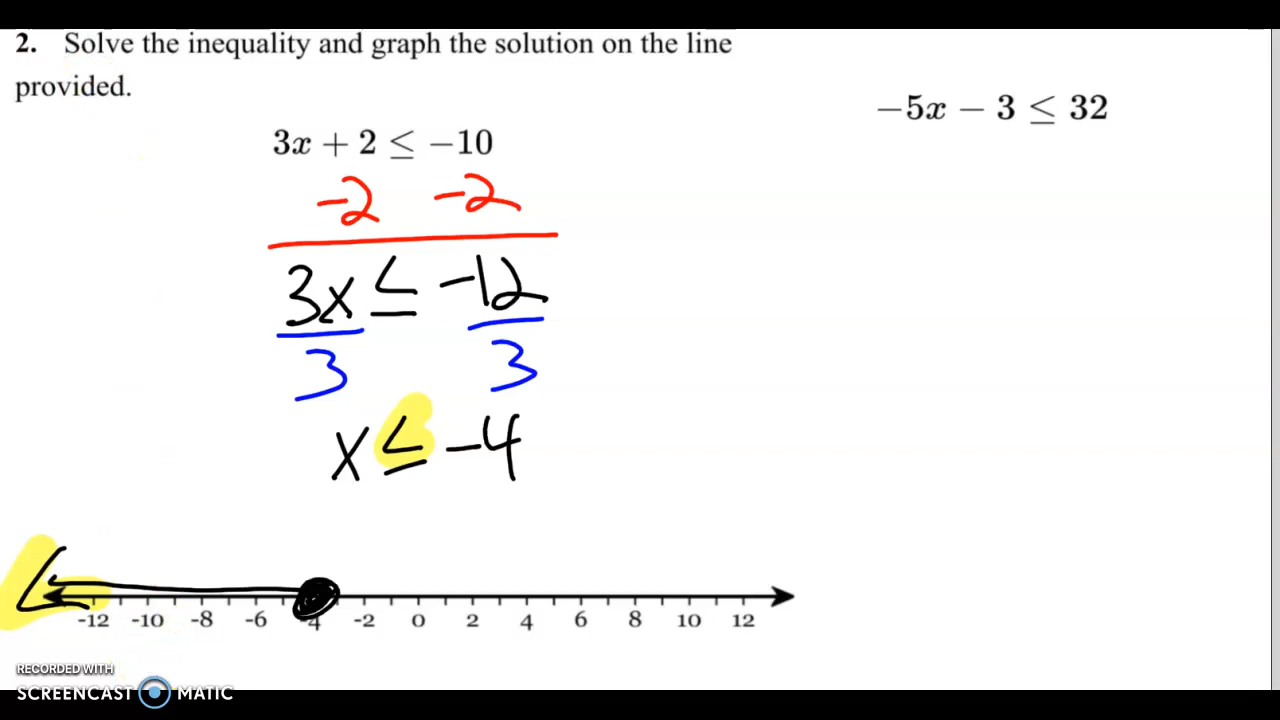 2. Solve the inequality and graph the solution on the line
provided.
3x + 2 ≤ −10
-2 -2
3x ≤ -12
3 3
x ≤ -4
-12 -10 -8 -6 -4 -2 0 2 4 6 8 10 12
−5x − 3 ≤ 32
RECORDED WITH
SCREENCAST MATIC